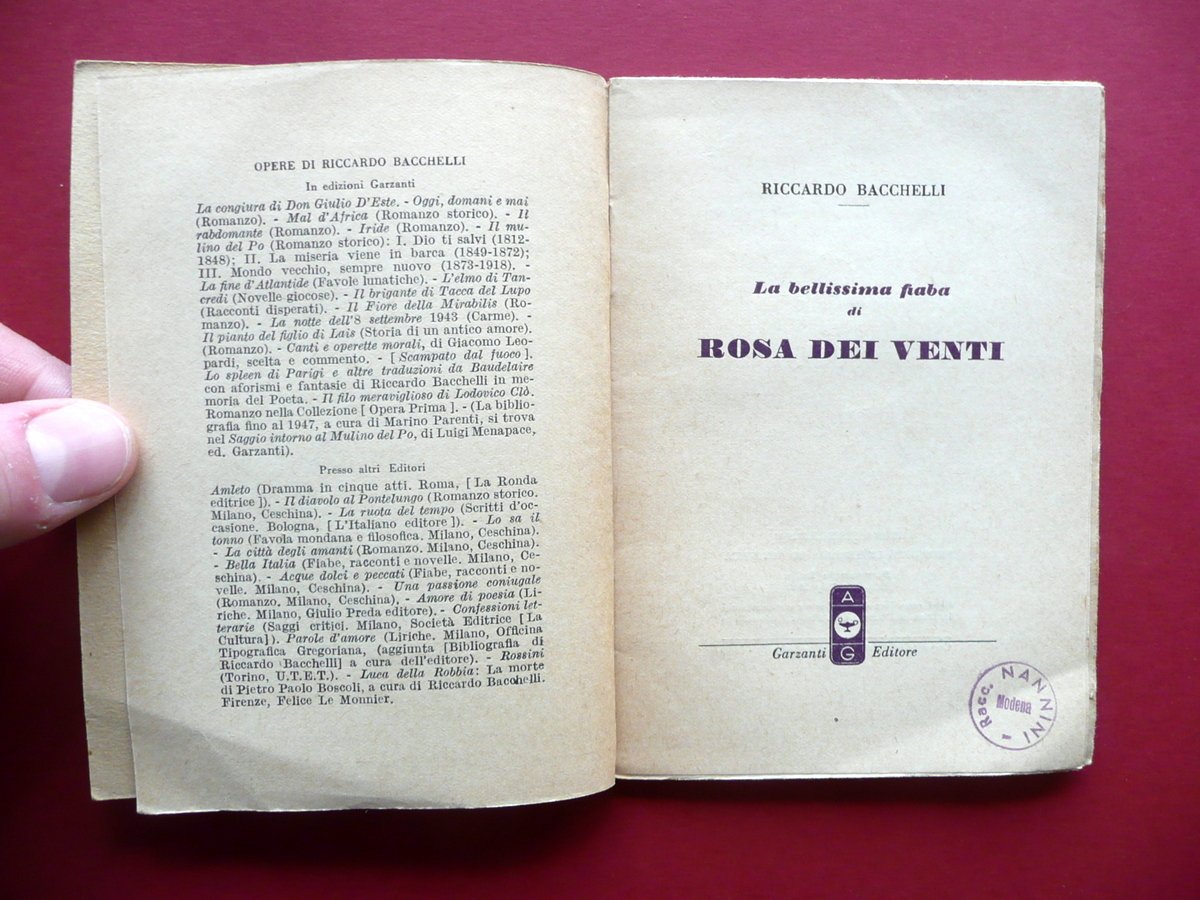 OPERE DI RICCARDO BACCHELLI
In edizioni Garzanti
La congiura di Don Giulio D'Este. - Oggi, domani e mai
(Romanzo). - Mal d'Africa (Romanzo storico). - Il
rabdomante (Romanzo). - Iride (Romanzo). - Il mu-
lino del Po (Romanzo storico): I. Dio ti salvi (1812-
1848); II. La miseria viene in barca (1849-1872);
III. Mondo vecchio, sempre nuovo (1873-1918). -
La fine d'Atlantide (Favole lunatiche). - L'elmo di Tan-
credi (Novelle giocose). - Il brigante di Tacca del Lupo
(Racconti disperati). - Il Fiore della Mirabilis (Ro-
manzo). - La notte dell'8 settembre 1943 (Carme). -
Il pianto del figlio di Lais (Storia di un antico amore).
(Romanzo). - Canti e operette morali, di Giacomo Leo-
pardi, scelta e commento. - [Scampato dal fuoco].
Lo spleen di Parigi e altre traduzioni da Baudelaire
con aforismi e fantasie di Riccardo Bacchelli in me-
moria del Poeta. - Il filo meraviglioso di Lodovico Clò.
Romanzo nella Collezione [Opera Prima]. - (La biblio-
grafia fino al 1947, a cura di Marino Parenti, si trova
nel Saggio intorno al Mulino del Po, di Luigi Menapace,
ed. Garzanti).
Presso altri Editori
Amleto (Dramma in cinque atti. Roma, [La Ronda
editrice]). - Il diavolo al Pontelungo (Romanzo storico.
Milano, Ceschina). - La ruota del tempo (Scritti d'oc-
casione. Bologna, [L'Italiano editore]). - Lo sa il
tonno (Favola mondana e filosofica. Milano, Ceschina).
- La città degli amanti (Romanzo. Milano, Ceschina).
- Bella Italia (Fiabe, racconti e novelle. Milano, Ce-
schina). - Acque dolci e peccati (Fiabe, racconti e no-
velle. Milano, Ceschina). - Una passione coniugale
(Romanzo. Milano, Ceschina), - Amore di poesia (Li-
riche. Milano, Giulio Preda editore). - Confessioni let-
terarie (Saggi critici. Milano, Società Editrice [La
Cultura]). Parole d'amore (Liriche. Milano, Officina
Tipografica Gregoriana, (aggiunta [Bibliografia di
Riccardo Bacchelli] a cura dell'editore). - Rossini
(Torino, U.T.E.T.). - Luca della Robbia: La morte
di Pietro Paolo Boscoli, a cura di Riccardo Bacchelli.
Firenze, Felice Le Monnier.
RICCARDO BACCHELLI
La bellissima fiaba
di
ROSA DEI VENTI
A
G
Garzanti Editore
Racc. NANNINI -
Modena